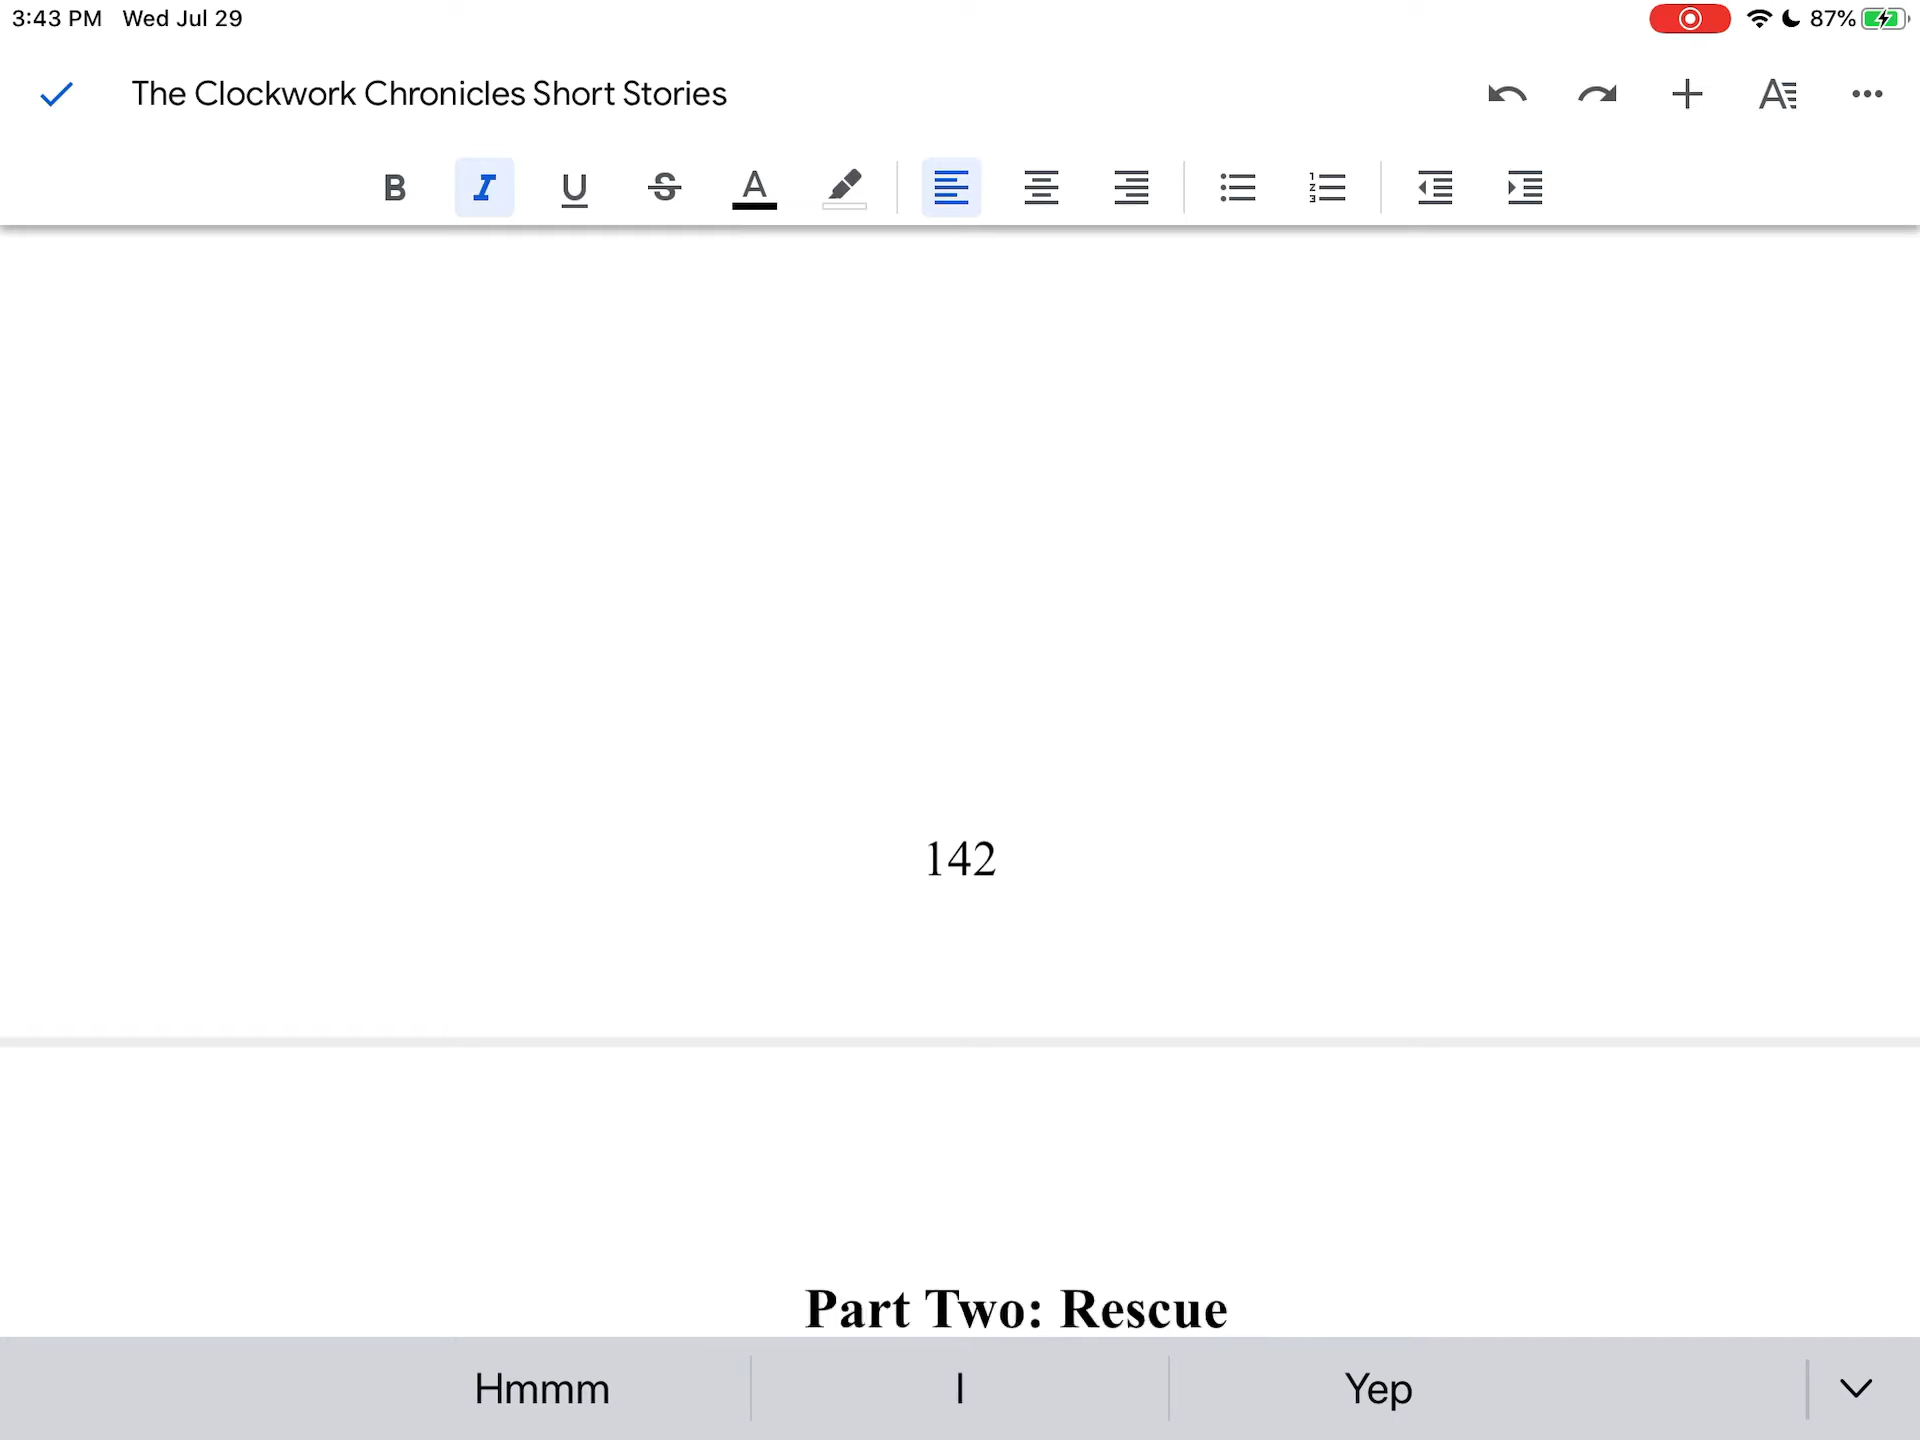 3:43 PM Wed Jul 29
87%
The Clockwork Chronicles Short Stories
B I U S A
142
Part Two: Rescue
Hmmm I Yep